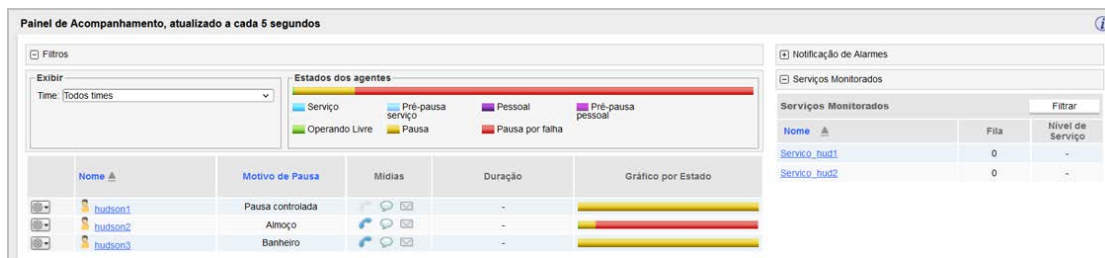 Painel de Acompanhamento, atualizado a cada 5 segundos
Filtros
Exibir
Time: Todos times
Estados dos agentes
Serviço
Pré-pausa serviço
Pessoal
Pré-pausa pessoal
Operando Livre
Pausa
Pausa por falha
Nome Motivo de Pausa Mídias Duração Gráfico por Estado
hudson1 Pausa controlada -
hudson2 Almoço -
hudson3 Banheiro -
Notificação de Alarmes
Serviços Monitorados
Serviços Monitorados Filtrar
Nome Fila Nível de Serviço
Servico_hud1 0 -
Servico_hud2 0 -